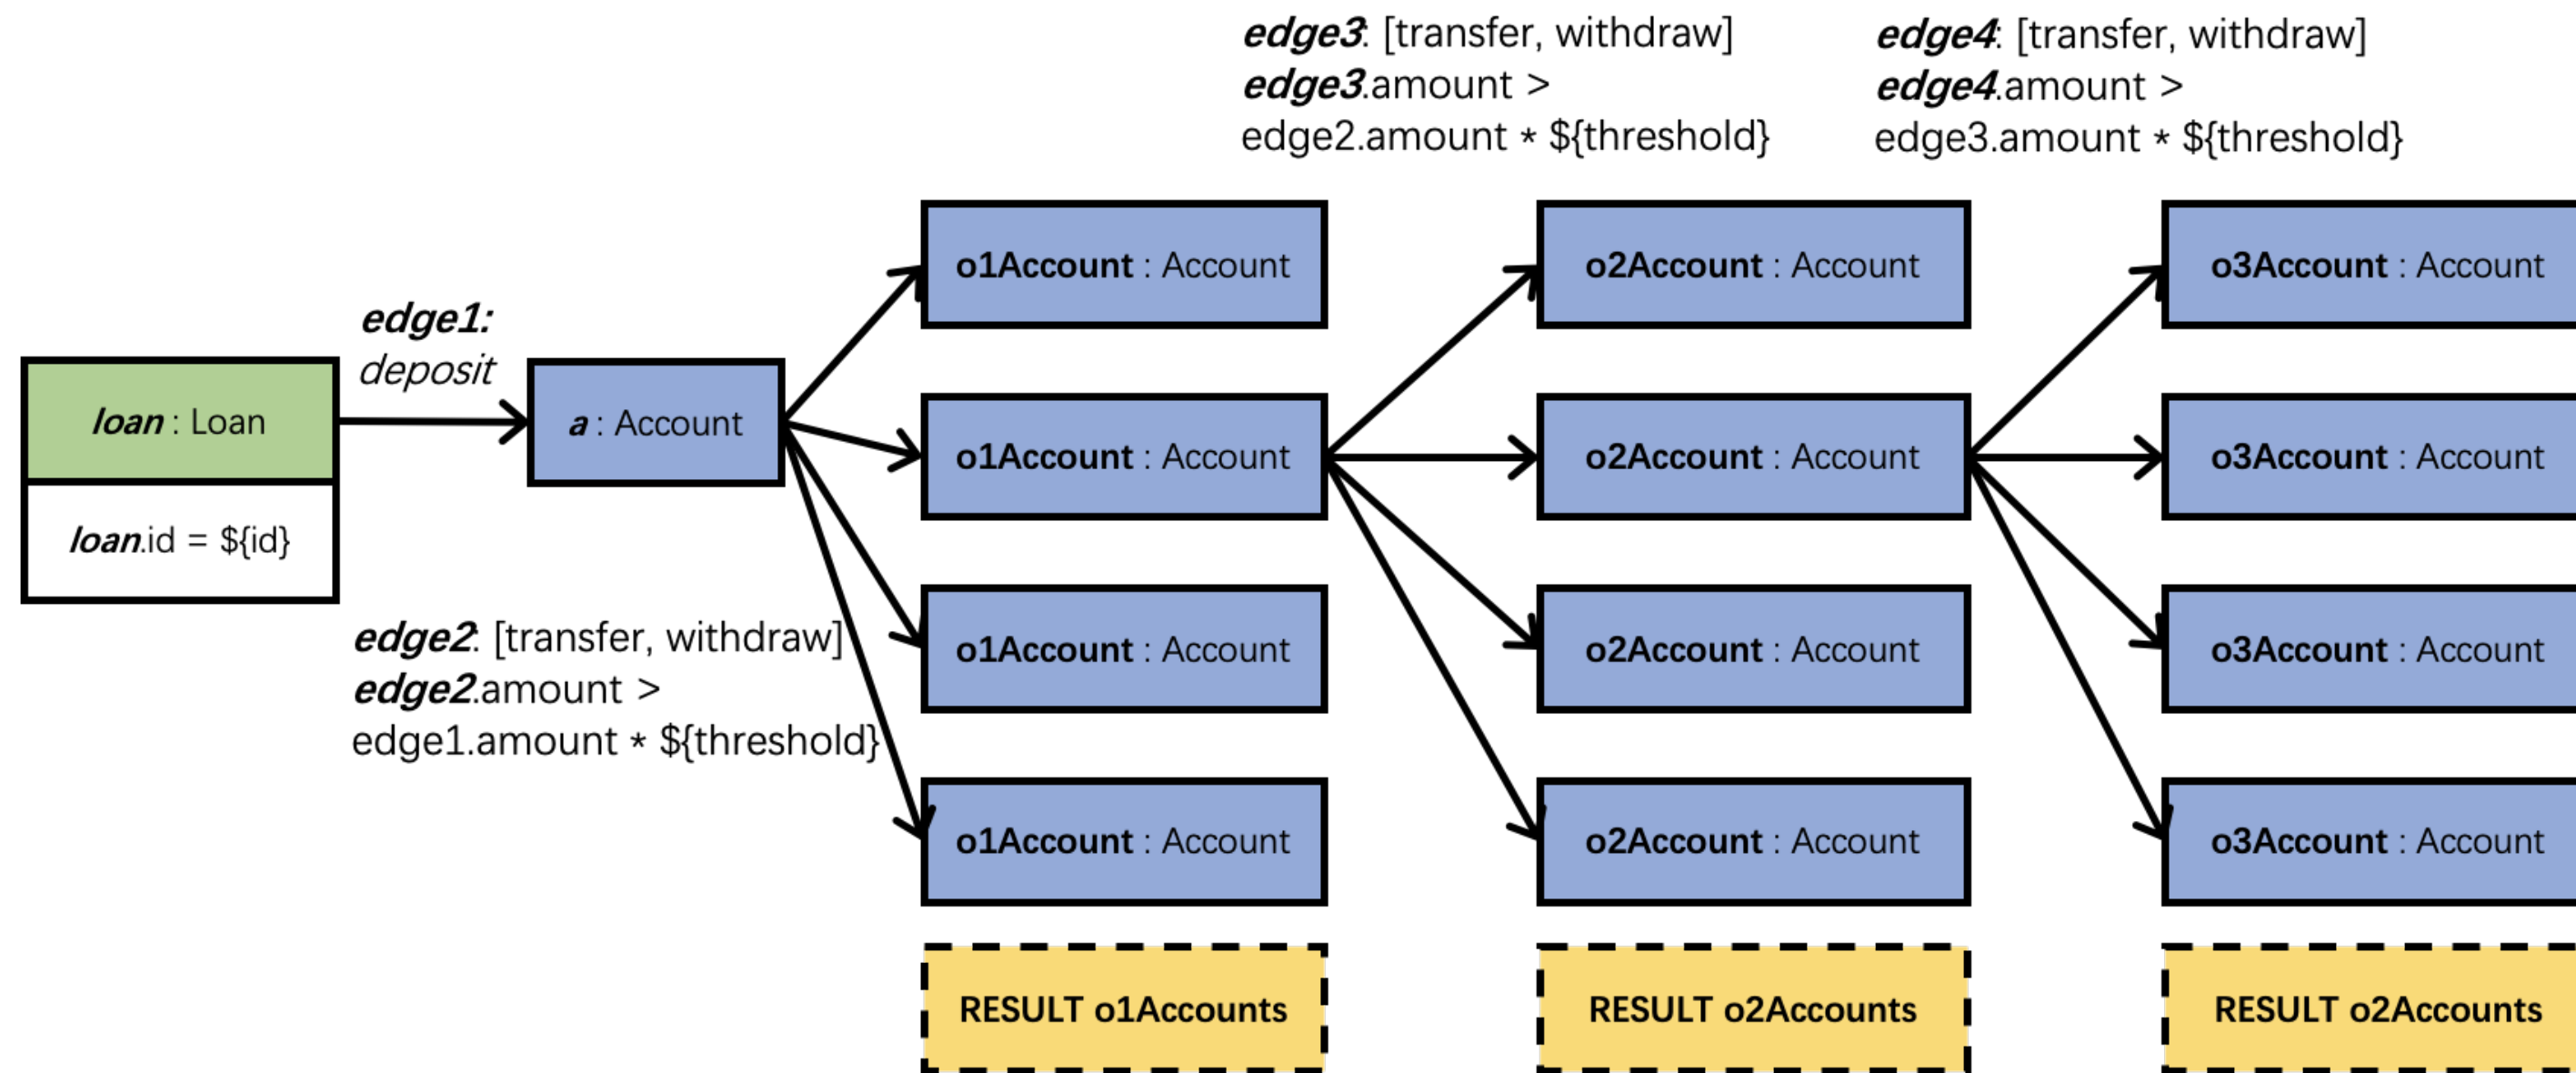 edge3: [transfer, withdraw]
edge3.amount >
edge2.amount * ${threshold}
edge4: [transfer, withdraw]
edge4.amount >
edge3.amount * ${threshold}
edge1:
deposit
loan : Loan
loan.id = ${id}
a : Account
edge2: [transfer, withdraw]
edge2.amount >
edge1.amount * ${threshold}
o1Account : Account
o2Account : Account
o3Account : Account
o1Account : Account
o2Account : Account
o3Account : Account
o1Account : Account
o2Account : Account
o3Account : Account
o1Account : Account
o2Account : Account
o3Account : Account
RESULT o1Accounts
RESULT o2Accounts
RESULT o2Accounts